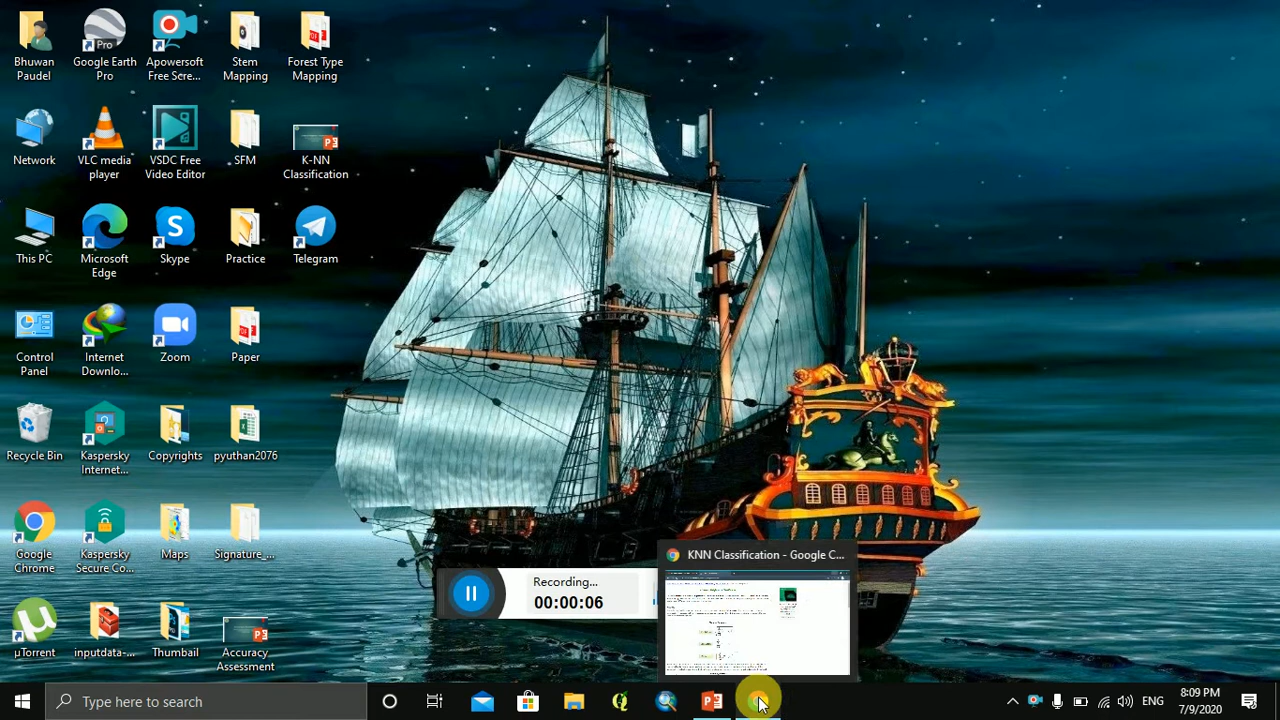 Bhuwan
Paudel
Google Earth
Pro
Apowersoft
Free Scre...
Stem
Mapping
Forest Type
Mapping
Pro
Network
VLC media
player
VSDC Free
Video Editor
SFM
K-NN
Classification
This PC
Microsoft
Edge
Skype
Practice
Telegram
Control
Panel
Internet
Downlo...
Zoom
Paper
Recycle Bin
Kaspersky
Internet...
Copyrights
pyuthan2076
Google
Chrome
Kaspersky
Secure Co...
Maps
Signature_...
µTorrent
inputdata-...
Thumbail
Accuracy
Assessment
KNN Classification - Google C...
Recording...
00:00:06
Type here to search
ENG
8:09 PM
7/9/2020